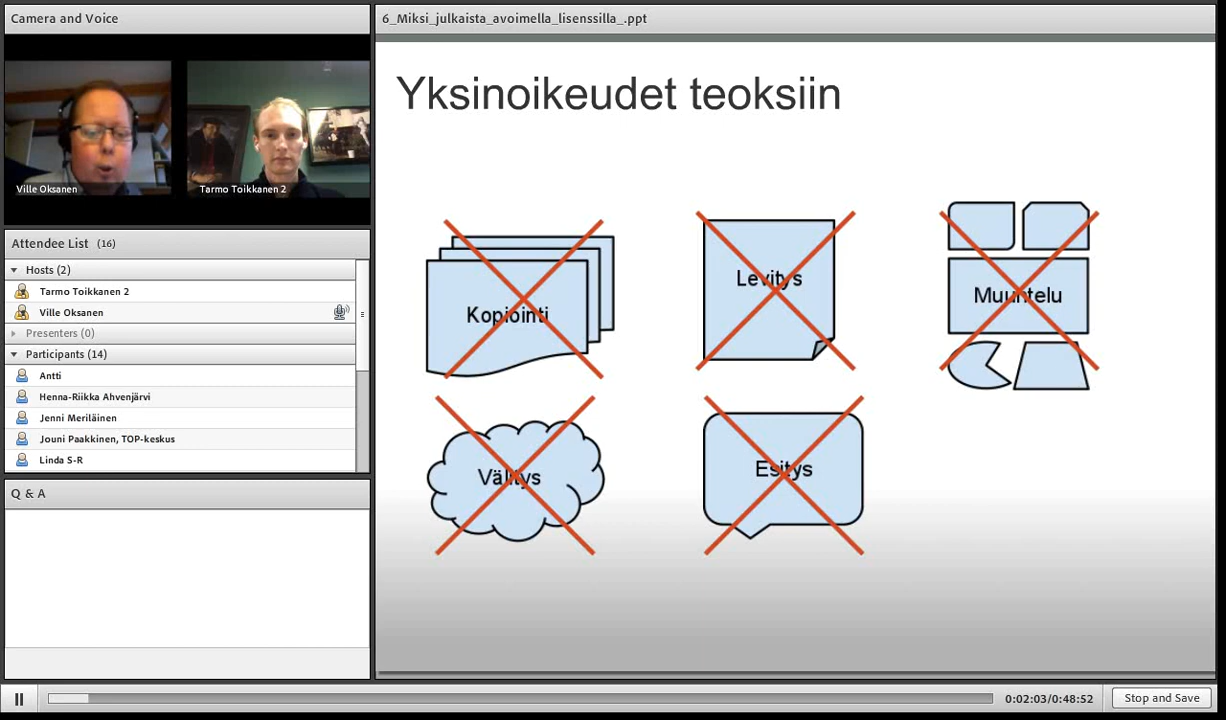 Camera and Voice
Ville Oksanen
Tarmo Toikkanen 2
Attendee List (16)
Hosts (2)
Tarmo Toikkanen 2
Ville Oksanen
Presenters (0)
Participants (14)
Antti
Henna-Riikka Ahvenjärvi
Jenni Meriläinen
Jouni Paakkinen, TOP-keskus
Linda S-R
Q & A
6_Miksi_julkaista_avoimella_lisenssilla_.ppt
Yksinoikeudet teoksiin
Kopiointi
Levitys
Muuntelu
Välitys
Esitys
0:02:03/0:48:52
Stop and Save